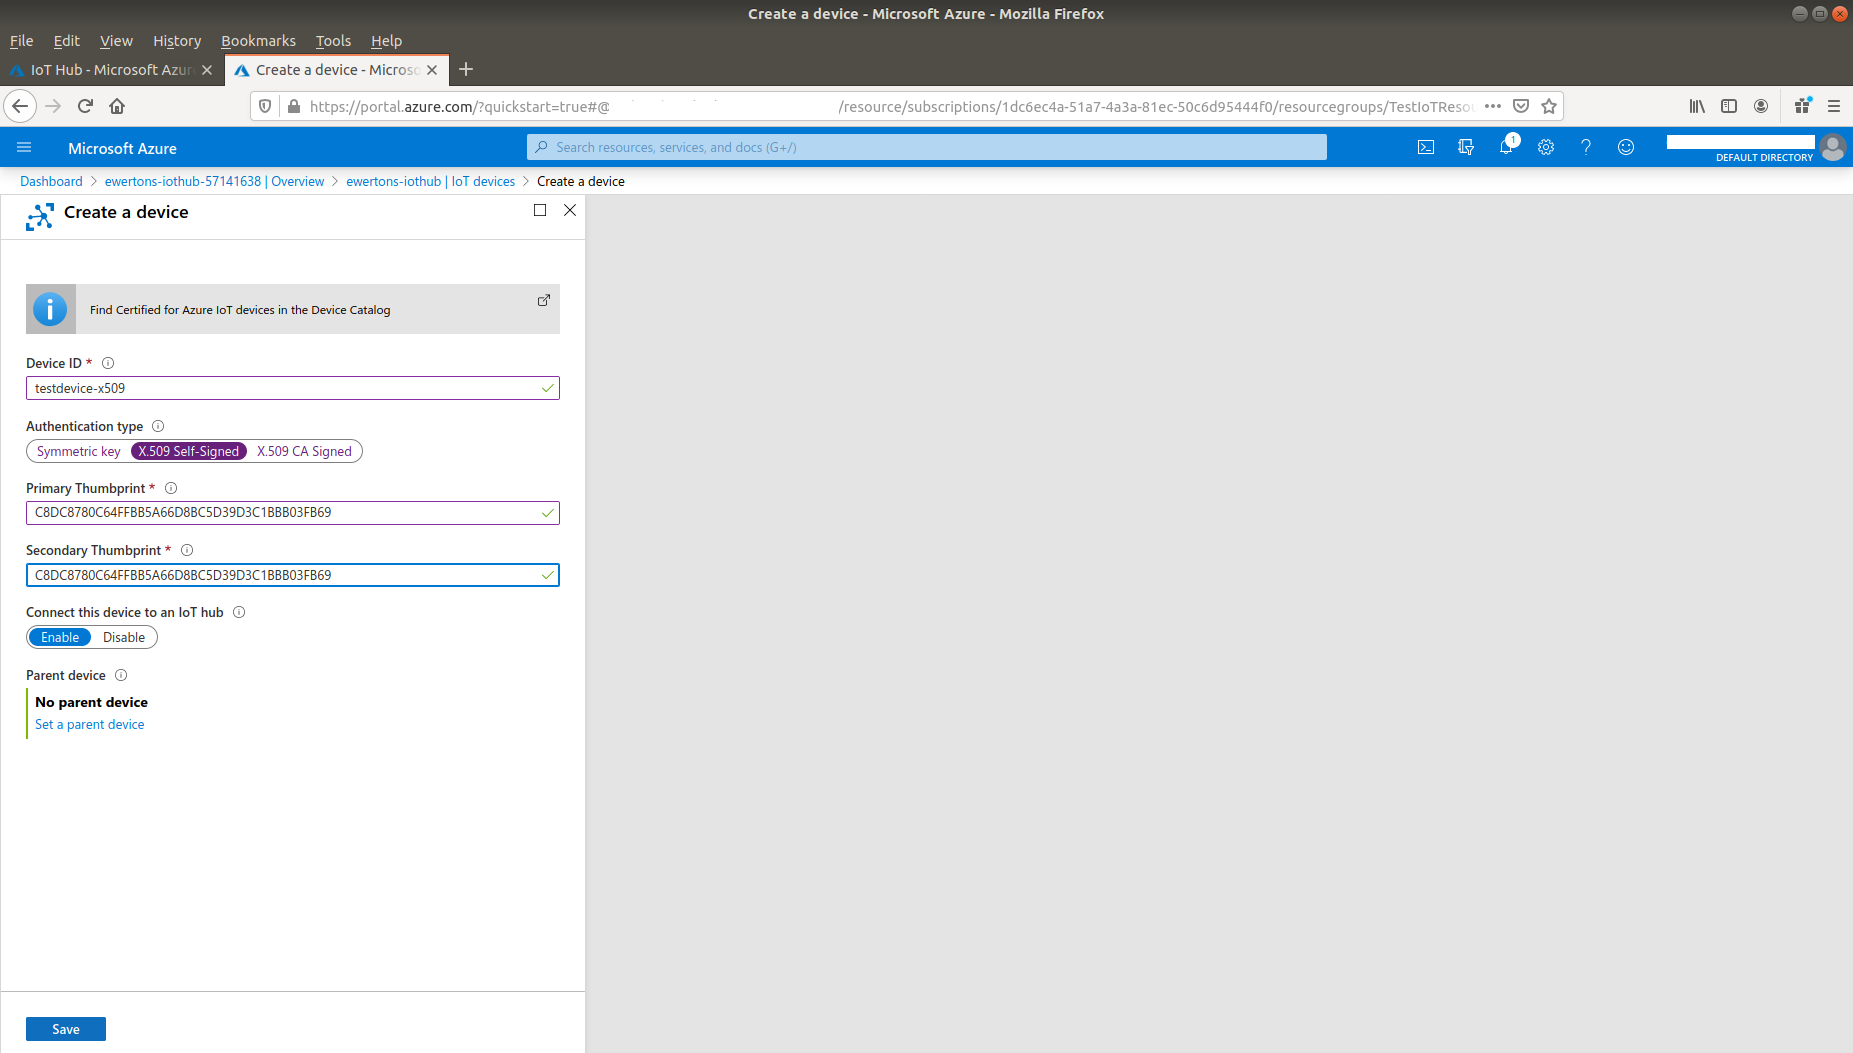 Create a device - Microsoft Azure - Mozilla Firefox
File Edit View History Bookmarks Tools Help
IoT Hub - Microsoft Azur
Create a device - Microso
https://portal.azure.com/?quickstart=true#@ /resource/subscriptions/1dc6ec4a-51a7-4a3a-81ec-50c6d95444f0/resourcegroups/TestIoTResou
Microsoft Azure
Search resources, services, and docs (G+/)
1
DEFAULT DIRECTORY
Dashboard > ewertons-iothub-57141638 | Overview > ewertons-iothub | IoT devices > Create a device
Create a device
Find Certified for Azure IoT devices in the Device Catalog
Device ID *
testdevice-x509
Authentication type
Symmetric key X.509 Self-Signed X.509 CA Signed
Primary Thumbprint *
C8DC8780C64FFBB5A66D8BC5D39D3C1BBB03FB69
Secondary Thumbprint *
C8DC8780C64FFBB5A66D8BC5D39D3C1BBB03FB69
Connect this device to an IoT hub
Enable Disable
Parent device
No parent device
Set a parent device
Save